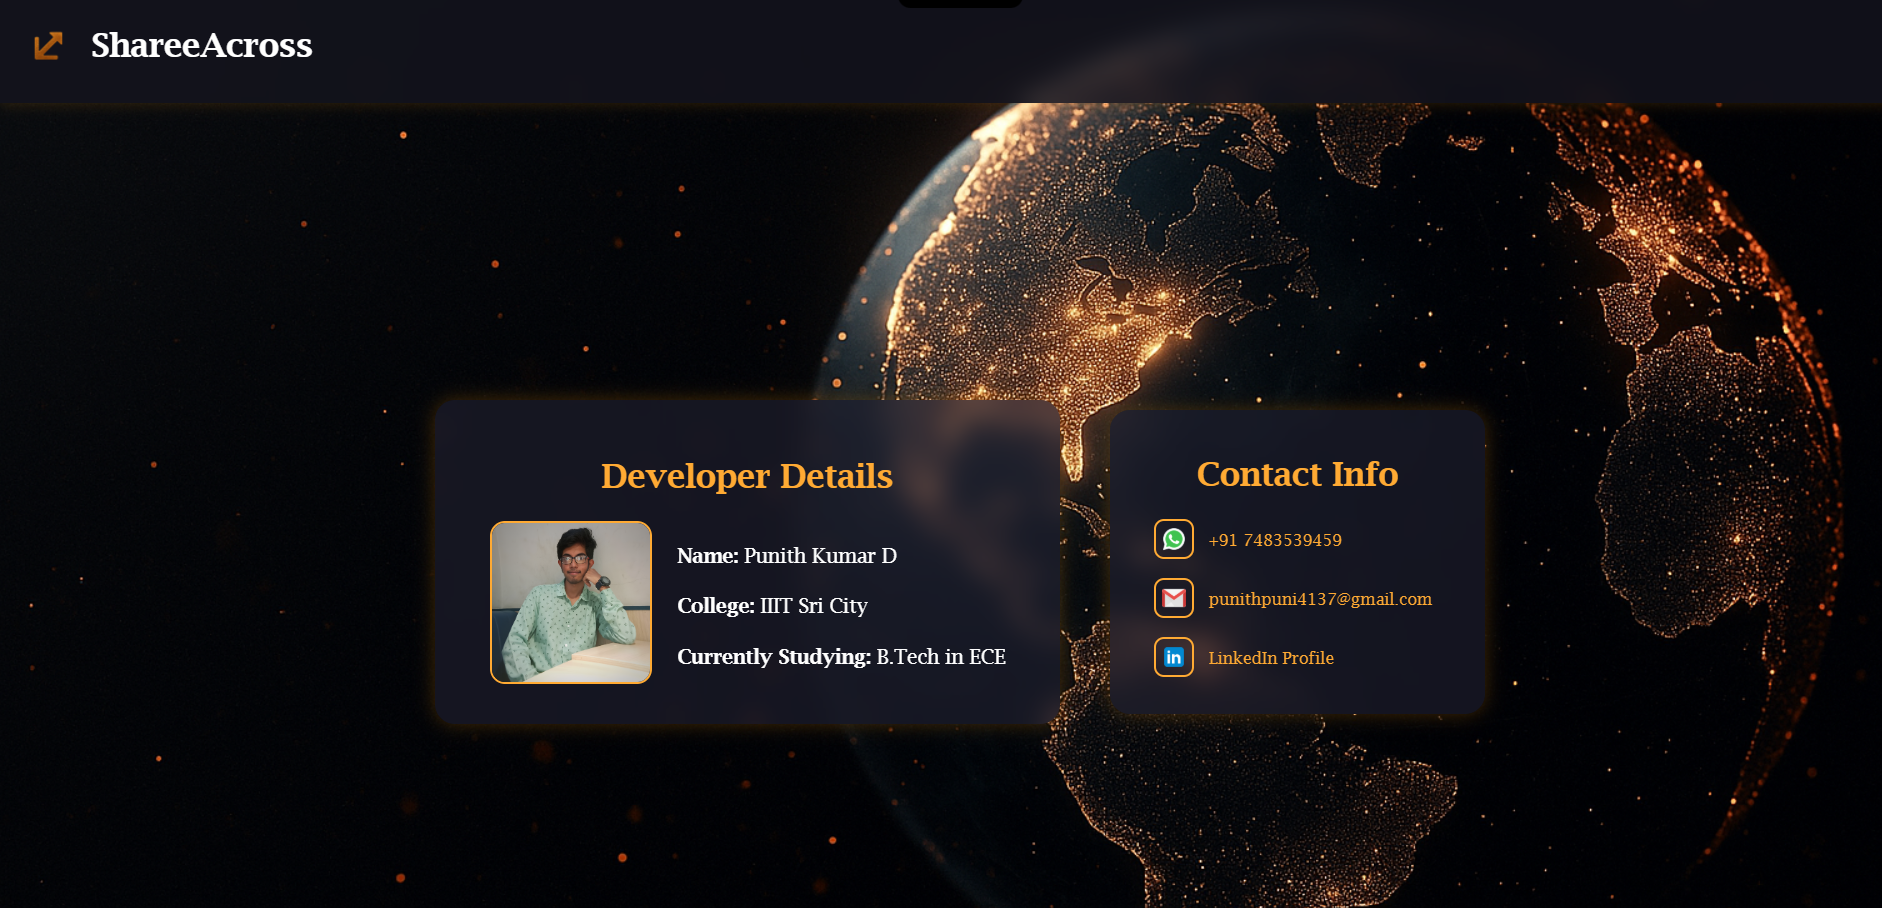 ShareeAcross
Developer Details
Name: Punith Kumar D
College: IIIT Sri City
Currently Studying: B.Tech in ECE
Contact Info
+91 7483539459
punithpuni4137@gmail.com
in
LinkedIn Profile